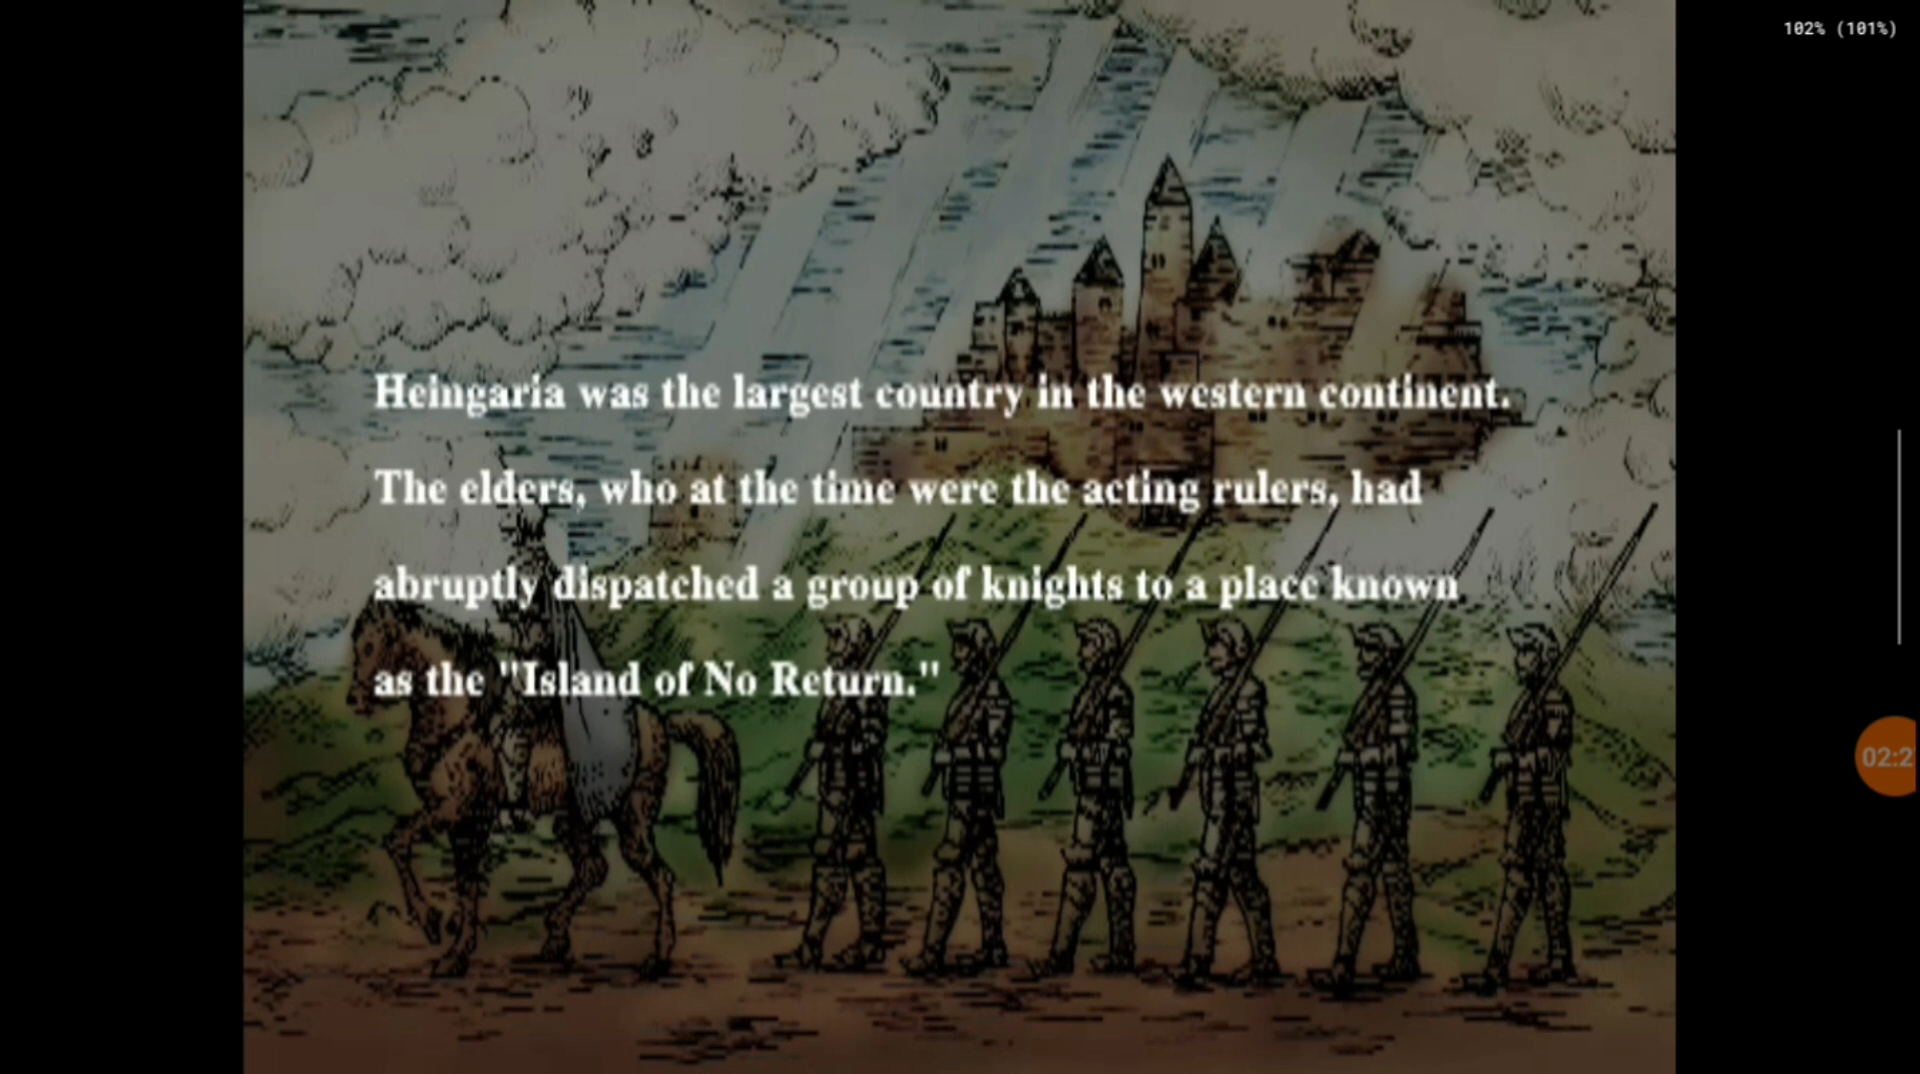 102% (101%)
Heingaria was the largest country in the western continent.
The elders, who at the time were the acting rulers, had
abruptly dispatched a group of knights to a place known
as the "Island of No Return."
02:2